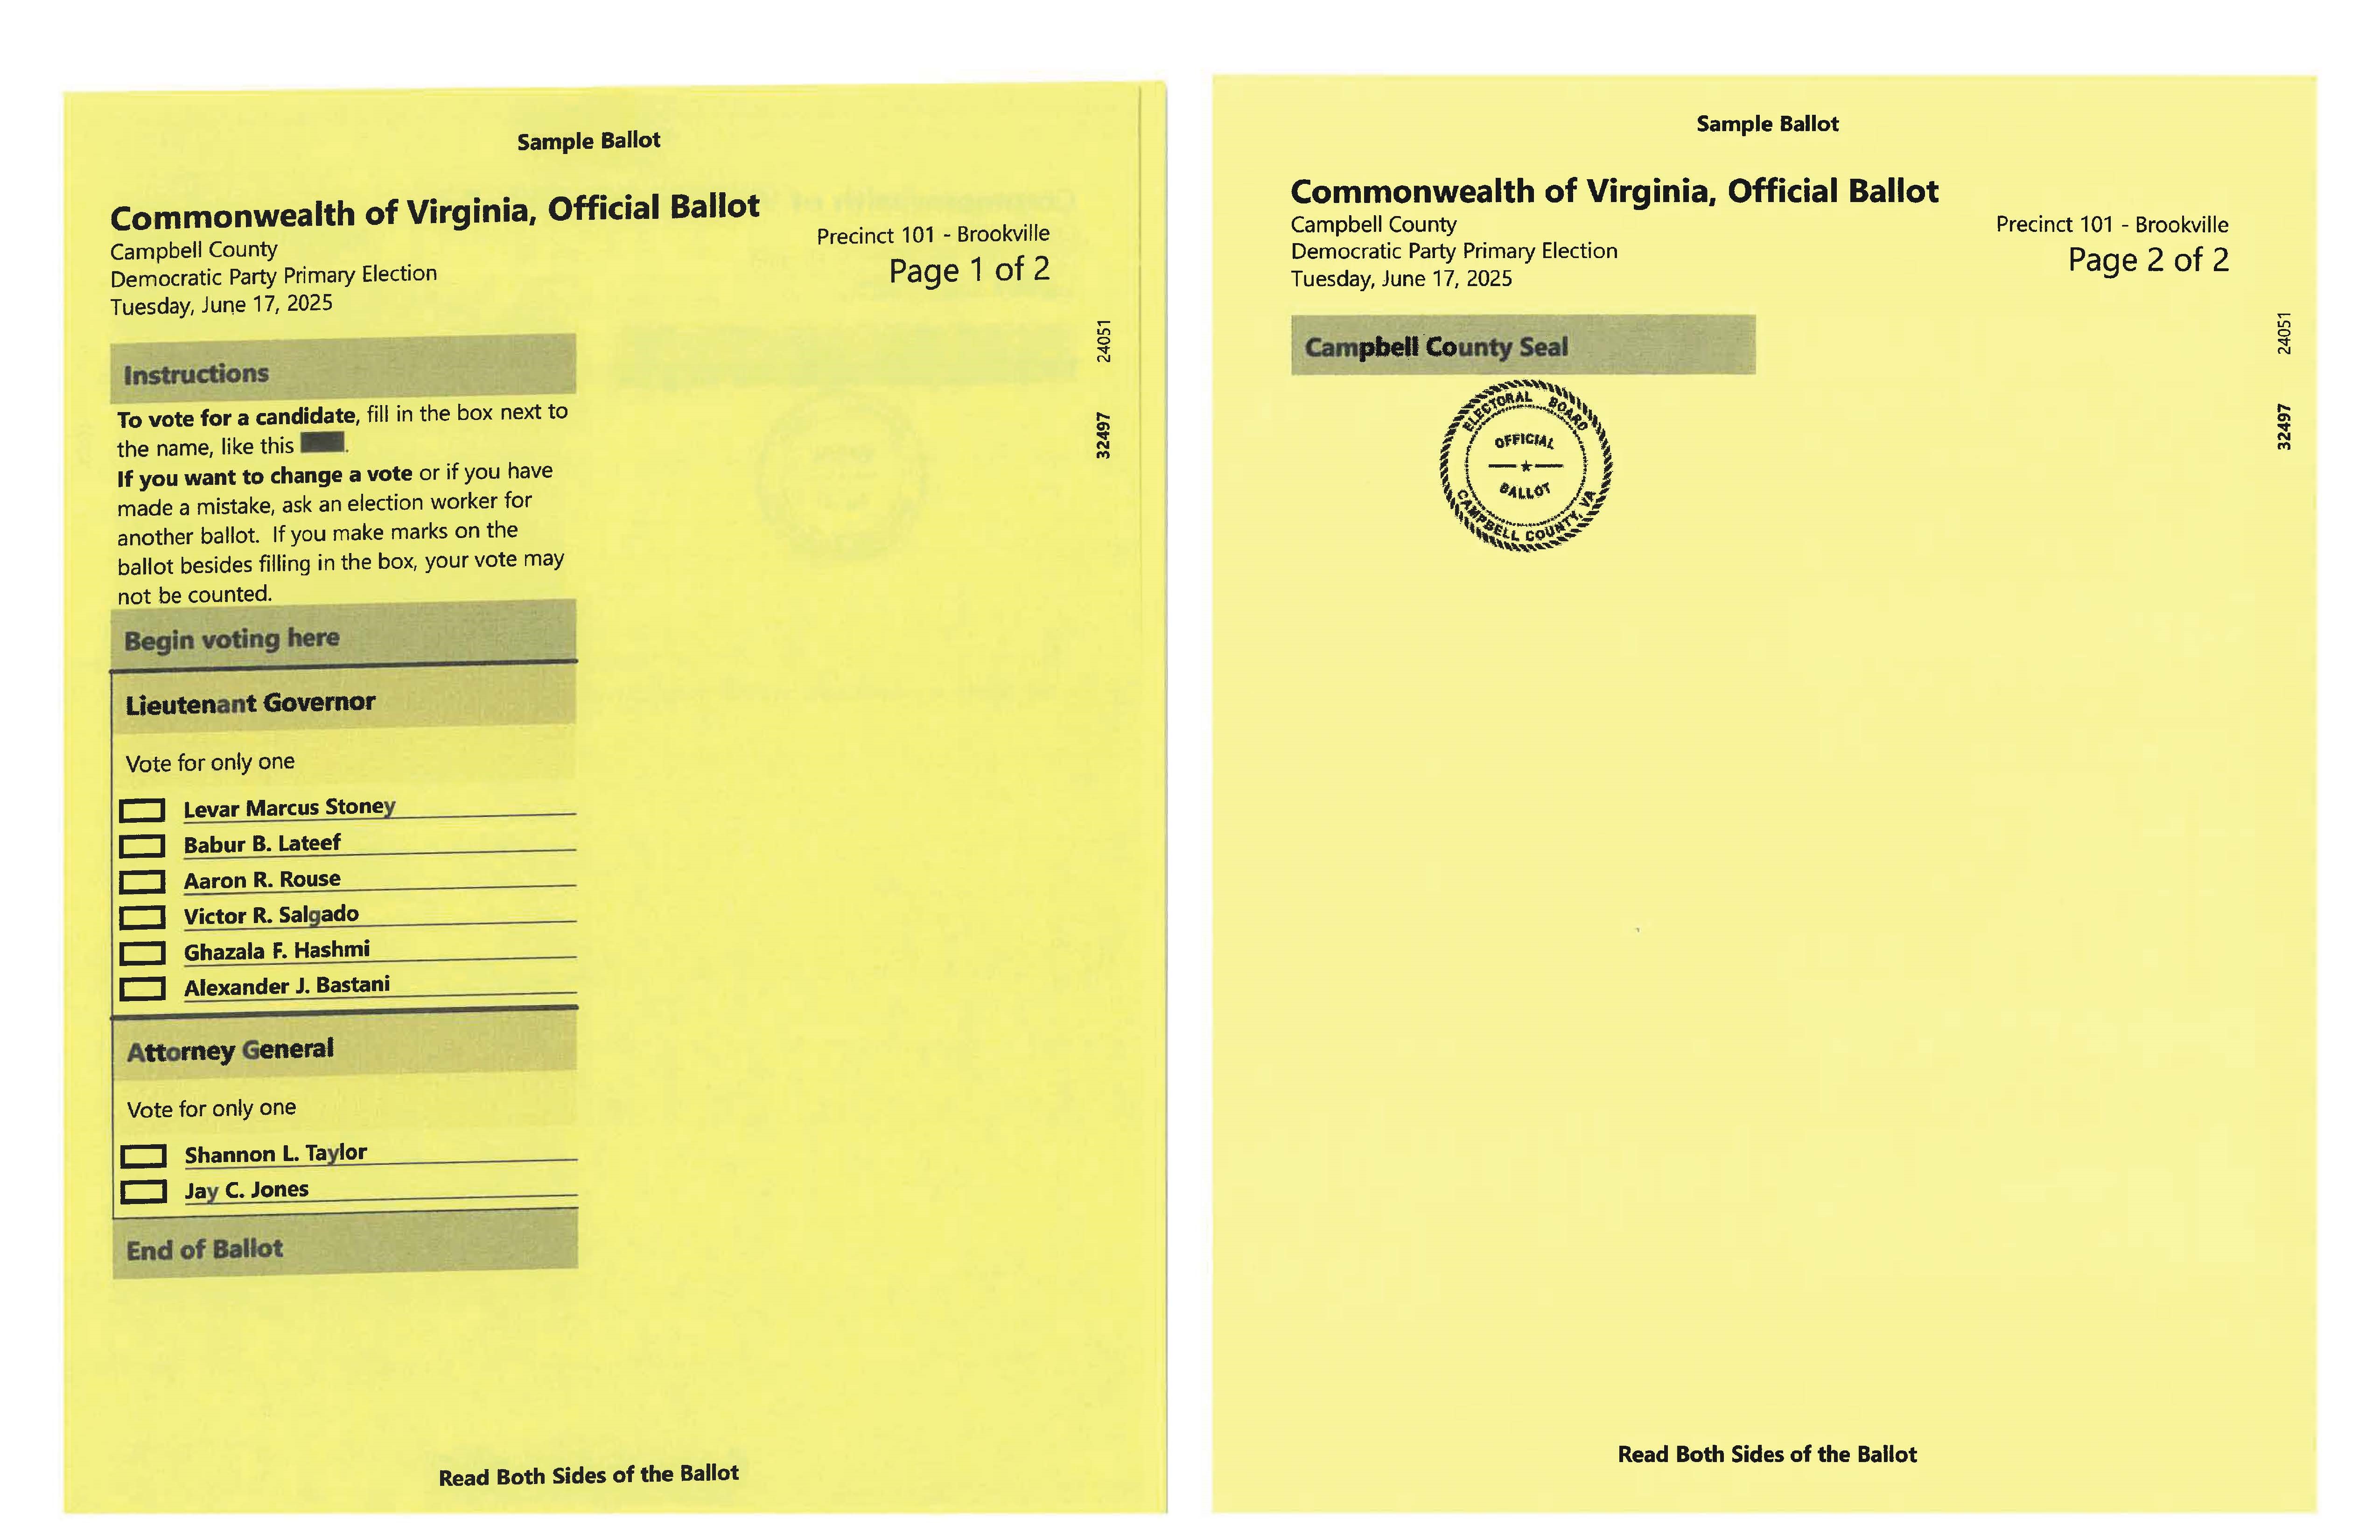 Sample Ballot
Commonwealth of Virginia, Official Ballot
Campbell County
Democratic Party Primary Election
Tuesday, June 17, 2025
Precinct 101 - Brookville
Page 1 of 2
24051
32497
Instructions
To vote for a candidate, fill in the box next to
the name, like this .
If you want to change a vote or if you have
made a mistake, ask an election worker for
another ballot. If you make marks on the
ballot besides filling in the box, your vote may
not be counted.
Begin voting here
Lieutenant Governor
Vote for only one
Levar Marcus Stoney
Babur B. Lateef
Aaron R. Rouse
Victor R. Salgado
Ghazala F. Hashmi
Alexander J. Bastani
Attorney General
Vote for only one
Shannon L. Taylor
Jay C. Jones
End of Ballot
Read Both Sides of the Ballot
Sample Ballot
Commonwealth of Virginia, Official Ballot
Campbell County
Democratic Party Primary Election
Tuesday, June 17, 2025
Precinct 101 - Brookville
Page 2 of 2
24051
32497
Campbell County Seal
ELECTORAL BOARD
OFFICIAL
BALLOT
CAMPBELL COUNTY, VA
Read Both Sides of the Ballot